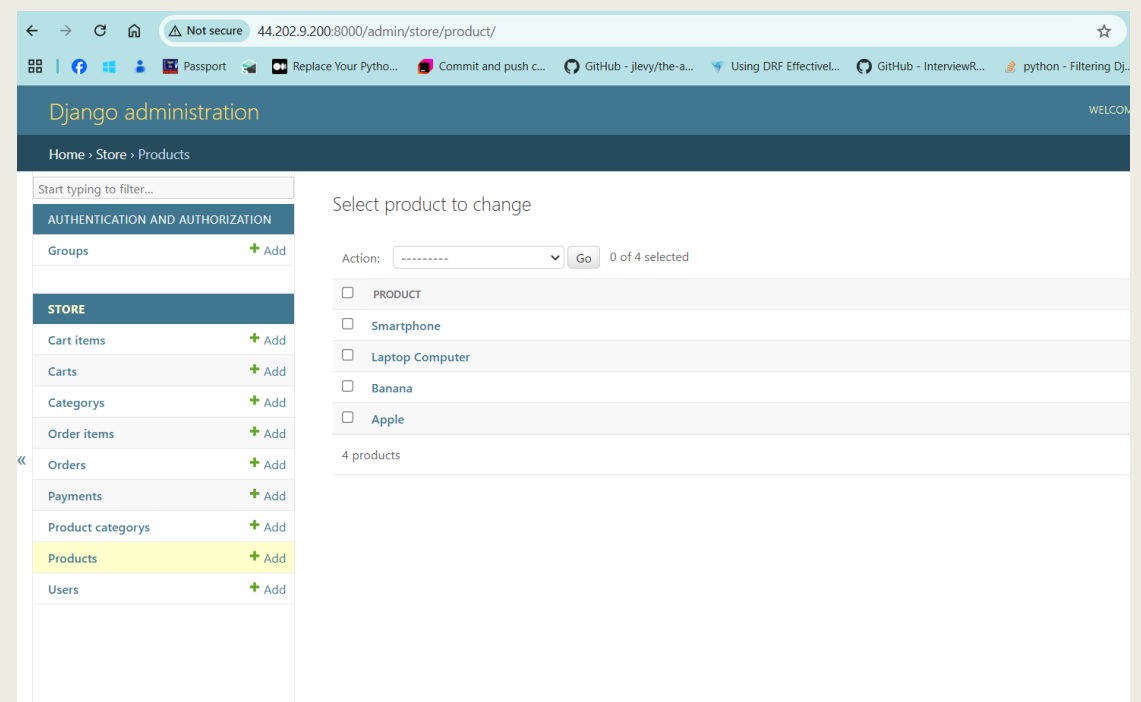 Not secure 44.202.9.200:8000/admin/store/product/
Passport Replace Your Pytho... Commit and push c... GitHub - jlevy/the-a... Using DRF Effectivel... GitHub - InterviewR... python - Filtering Dj...
Django administration
WELCOM
Home › Store › Products
Start typing to filter...
AUTHENTICATION AND AUTHORIZATION
Groups + Add
STORE
Cart items + Add
Carts + Add
Categorys + Add
Order items + Add
Orders + Add
Payments + Add
Product categorys + Add
Products + Add
Users + Add
«
Select product to change
Action: --------- Go 0 of 4 selected
PRODUCT
Smartphone
Laptop Computer
Banana
Apple
4 products